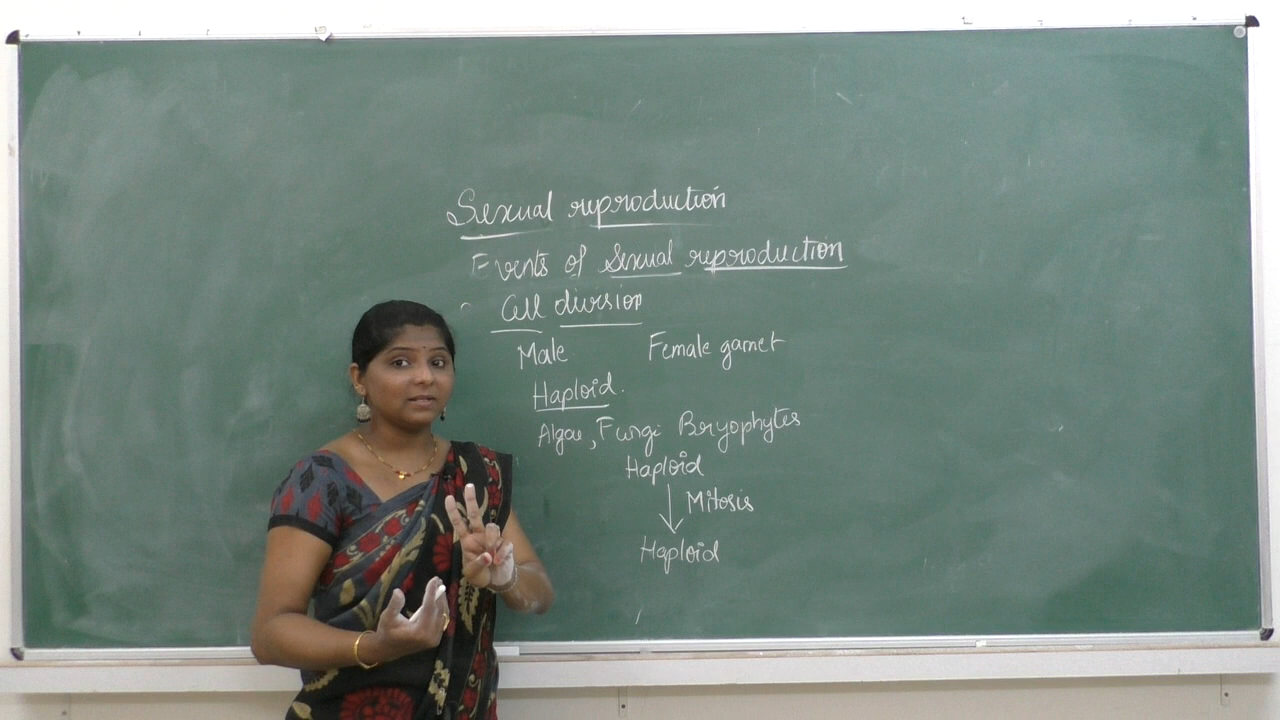 Sexual reproduction
Events of Sexual reproduction
Cell division
Male Female gamet
Haploid.
Algae, Fungi Bryophytes
Haploid
Mitosis
Haploid